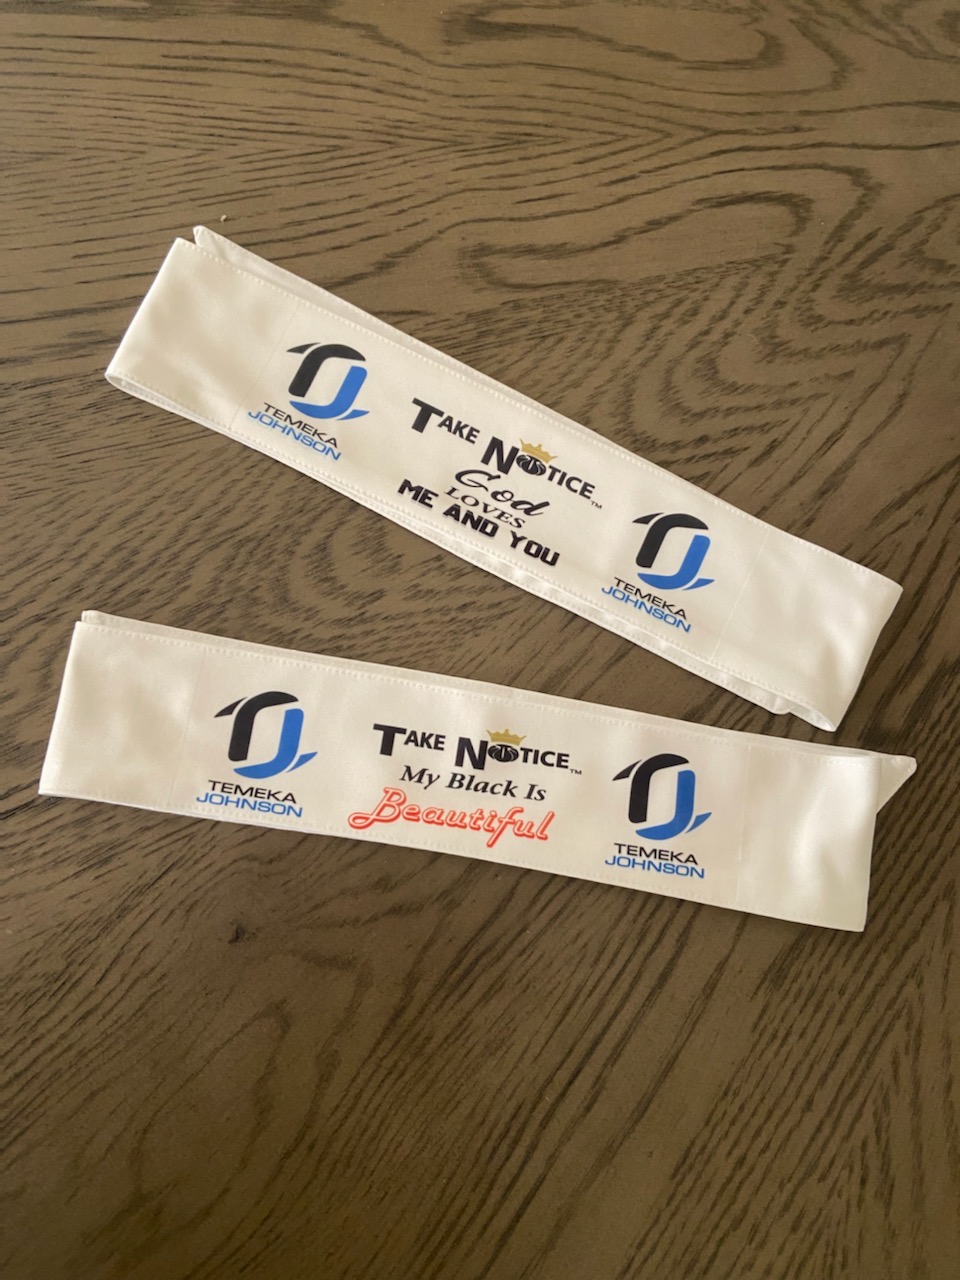 TEMEKA
JOHNSON
TAKE NOTICE™
God
LOVES
ME AND YOU
TEMEKA
JOHNSON
TEMEKA
JOHNSON
TAKE NOTICE™
My Black Is
Beautiful
TEMEKA
JOHNSON